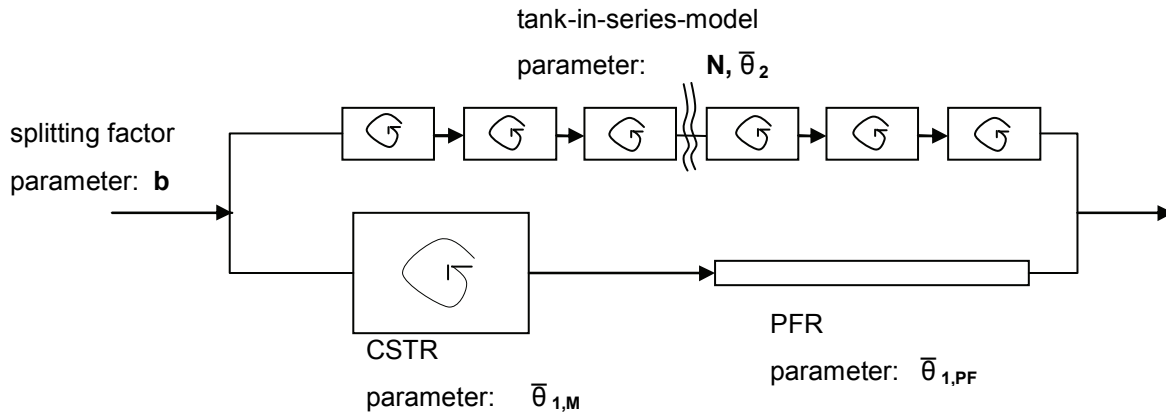 tank-in-series-model
parameter: N, θ̅₂
splitting factor
parameter: b
CSTR
parameter: θ̅₁,M
PFR
parameter: θ̅₁,PF